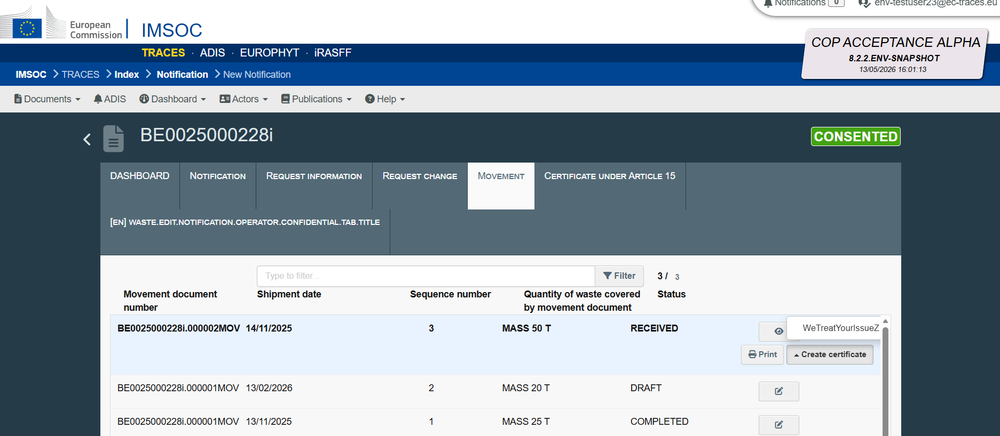 Notifications 0 env-testuser23@ec-traces.eu
European
Commission
IMSOC
COP ACCEPTANCE ALPHA
8.2.2.ENV-SNAPSHOT
13/05/2026 16:01:13
TRACES · ADIS · EUROPHYT · iRASFF
IMSOC TRACES Index Notification New Notification
Documents ADIS Dashboard Actors Publications Help
BE0025000228i
CONSENTED
DASHBOARD NOTIFICATION REQUEST INFORMATION REQUEST CHANGE MOVEMENT CERTIFICATE UNDER ARTICLE 15
[EN] WASTE.EDIT.NOTIFICATION.OPERATOR.CONFIDENTIAL.TAB.TITLE
Type to filter... Filter 3 / 3
Movement document number Shipment date Sequence number Quantity of waste covered by movement document Status
BE0025000228i.000002MOV 14/11/2025 3 MASS 50 T RECEIVED WeTreatYourIssueZ
Print Create certificate
BE0025000228i.000001MOV 13/02/2026 2 MASS 20 T DRAFT
BE0025000228i.000001MOV 13/11/2025 1 MASS 25 T COMPLETED